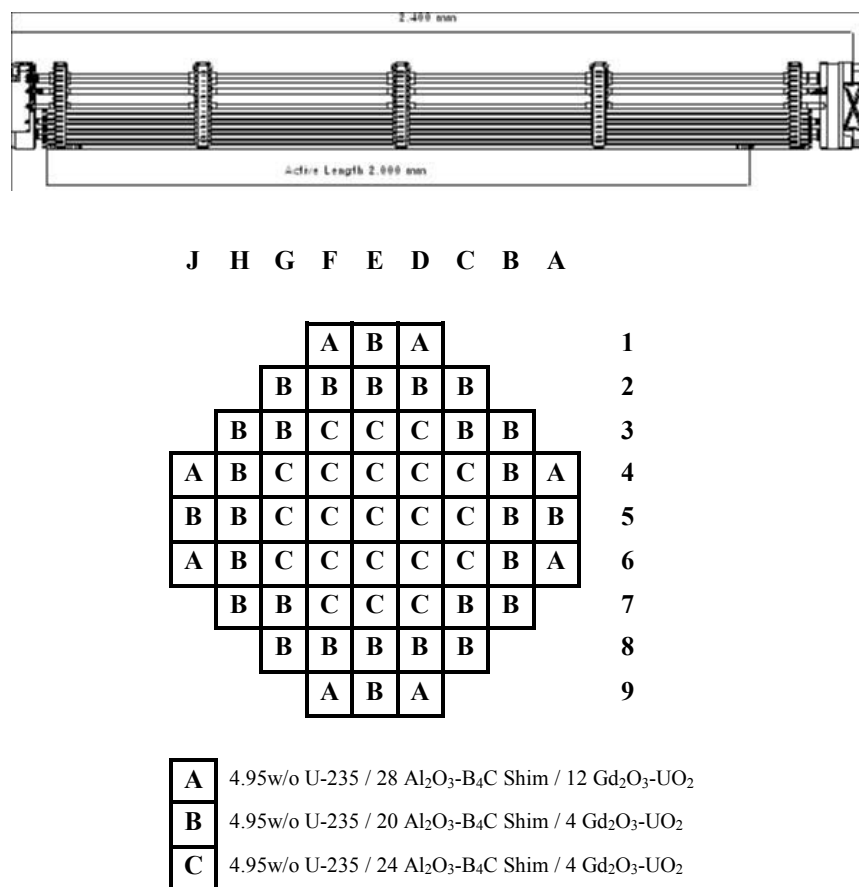 2.400 mm
Active Length 2.000 mm
J H G F E D C B A
A B A 1
B B B B B 2
B B C C C B B 3
A B C C C C C B A 4
B B C C C C C B B 5
A B C C C C C B A 6
B B C C C B B 7
B B B B B 8
A B A 9
A 4.95w/o U-235 / 28 Al₂O₃-B₄C Shim / 12 Gd₂O₃-UO₂
B 4.95w/o U-235 / 20 Al₂O₃-B₄C Shim / 4 Gd₂O₃-UO₂
C 4.95w/o U-235 / 24 Al₂O₃-B₄C Shim / 4 Gd₂O₃-UO₂